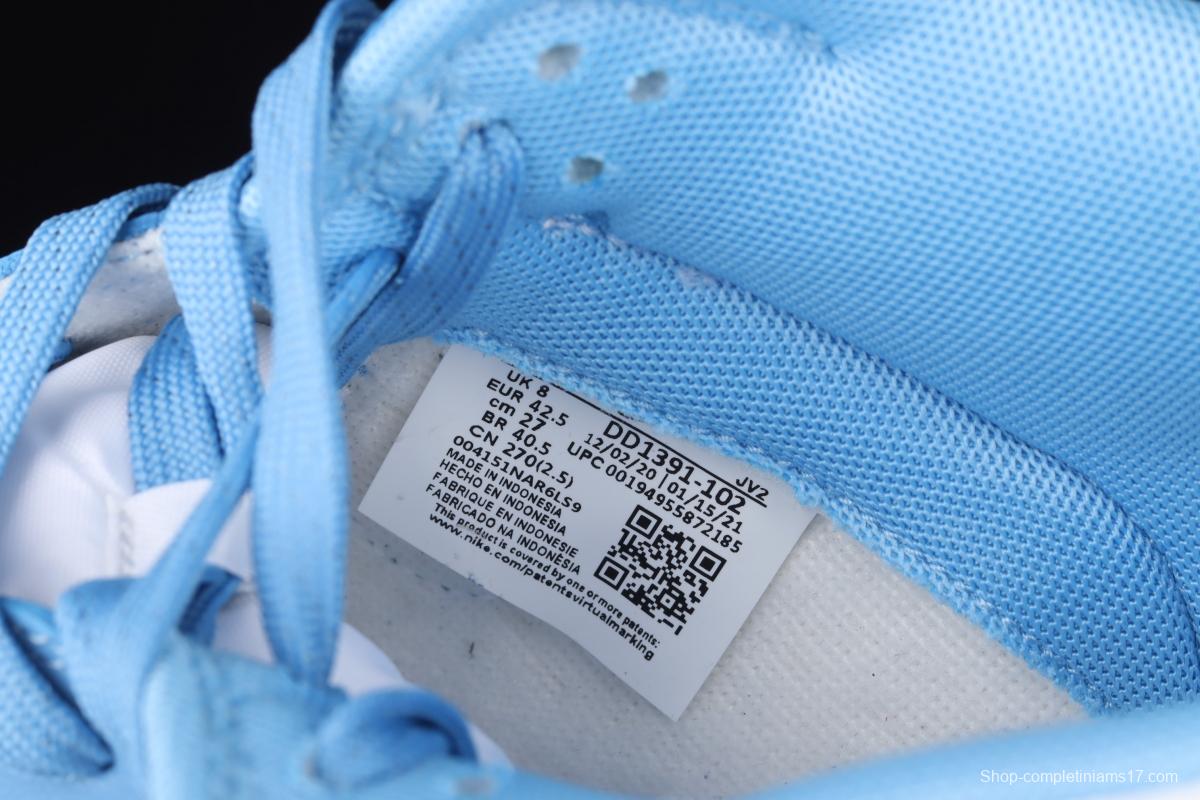 UK 8
EUR 42.5
cm 27
BR 40.5
CN 270(2.5)
004151NAR6LS9
MADE IN INDONESIA
HECHO EN INDONESIA
FABRIQUE EN INDONESIE
FABRICADO NA INDONÉSIA
This product is covered by one or more patents:
www.nike.com/patentsvirtualmarking
DD1391-102
JV2
12/02/20 | 01/15/21
UPC 00194955872185
Shop-completiniams17.com